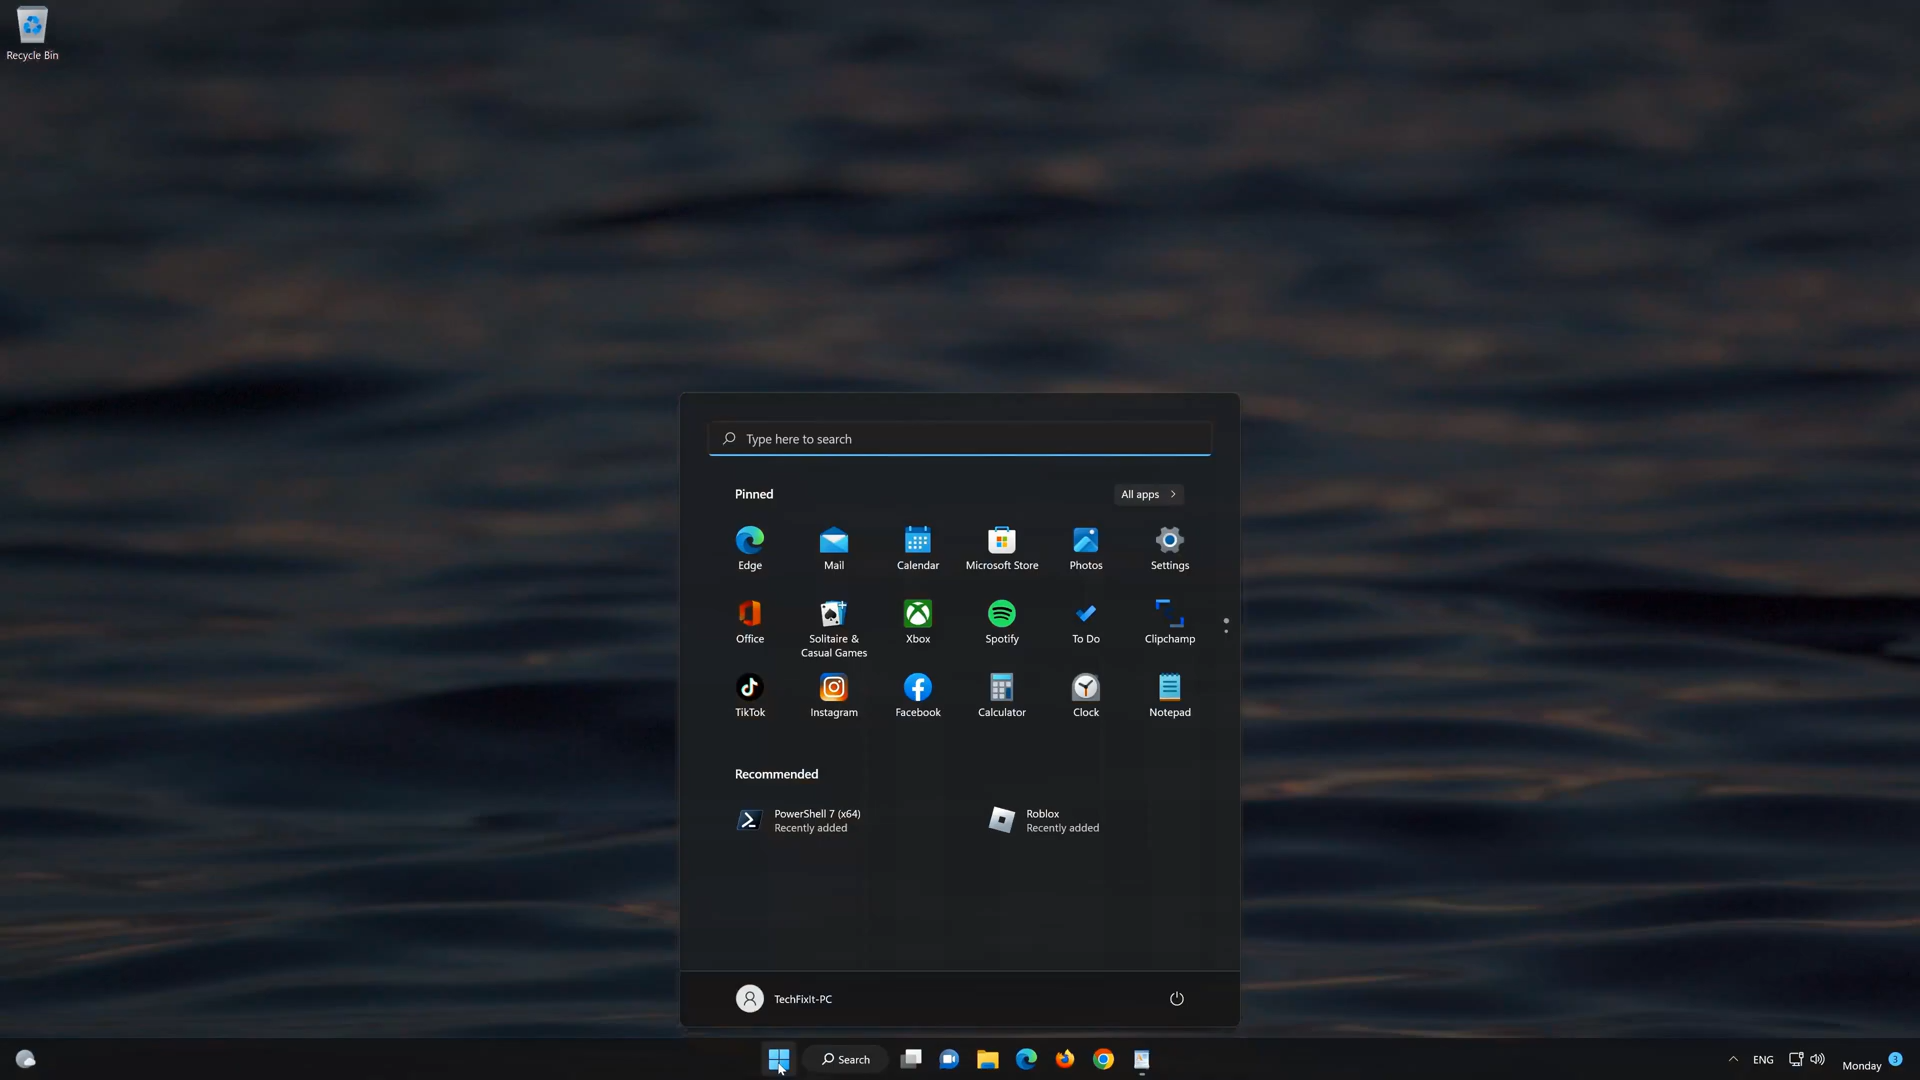 Recycle Bin
Type here to search
Pinned
All apps
Edge
Mail
Calendar
Microsoft Store
Photos
Settings
Office
Solitaire &
Casual Games
Xbox
Spotify
To Do
Clipchamp
TikTok
Instagram
Facebook
Calculator
Clock
Notepad
Recommended
PowerShell 7 (x64)
Recently added
Roblox
Recently added
TechFixIt-PC
Search
ENG
Monday
3